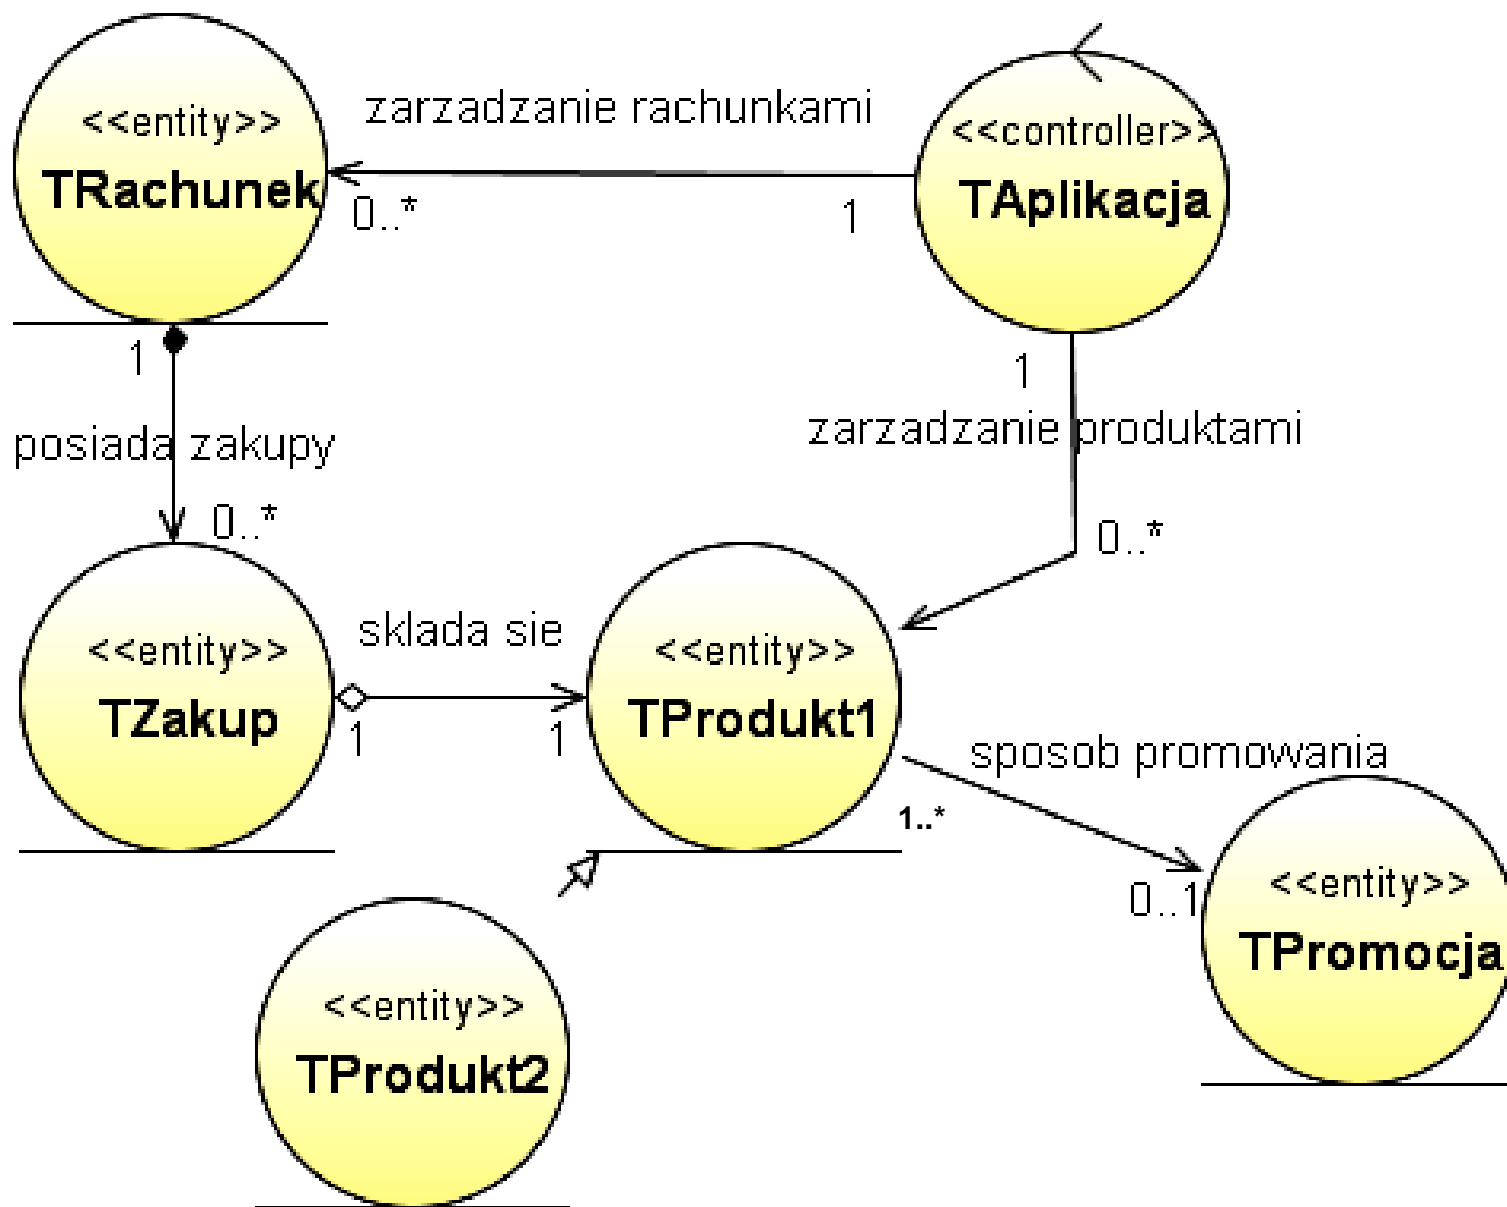 <<entity>>
TRachunek
zarzadzanie rachunkami
0..*
1
<<controller>>
TAplikacja
1
posiada zakupy
0..*
1
zarzadzanie produktami
0..*
<<entity>>
TZakup
sklada sie
1
1
<<entity>>
TProdukt1
sposob promowania
1..*
0..1
<<entity>>
TPromocja
<<entity>>
TProdukt2